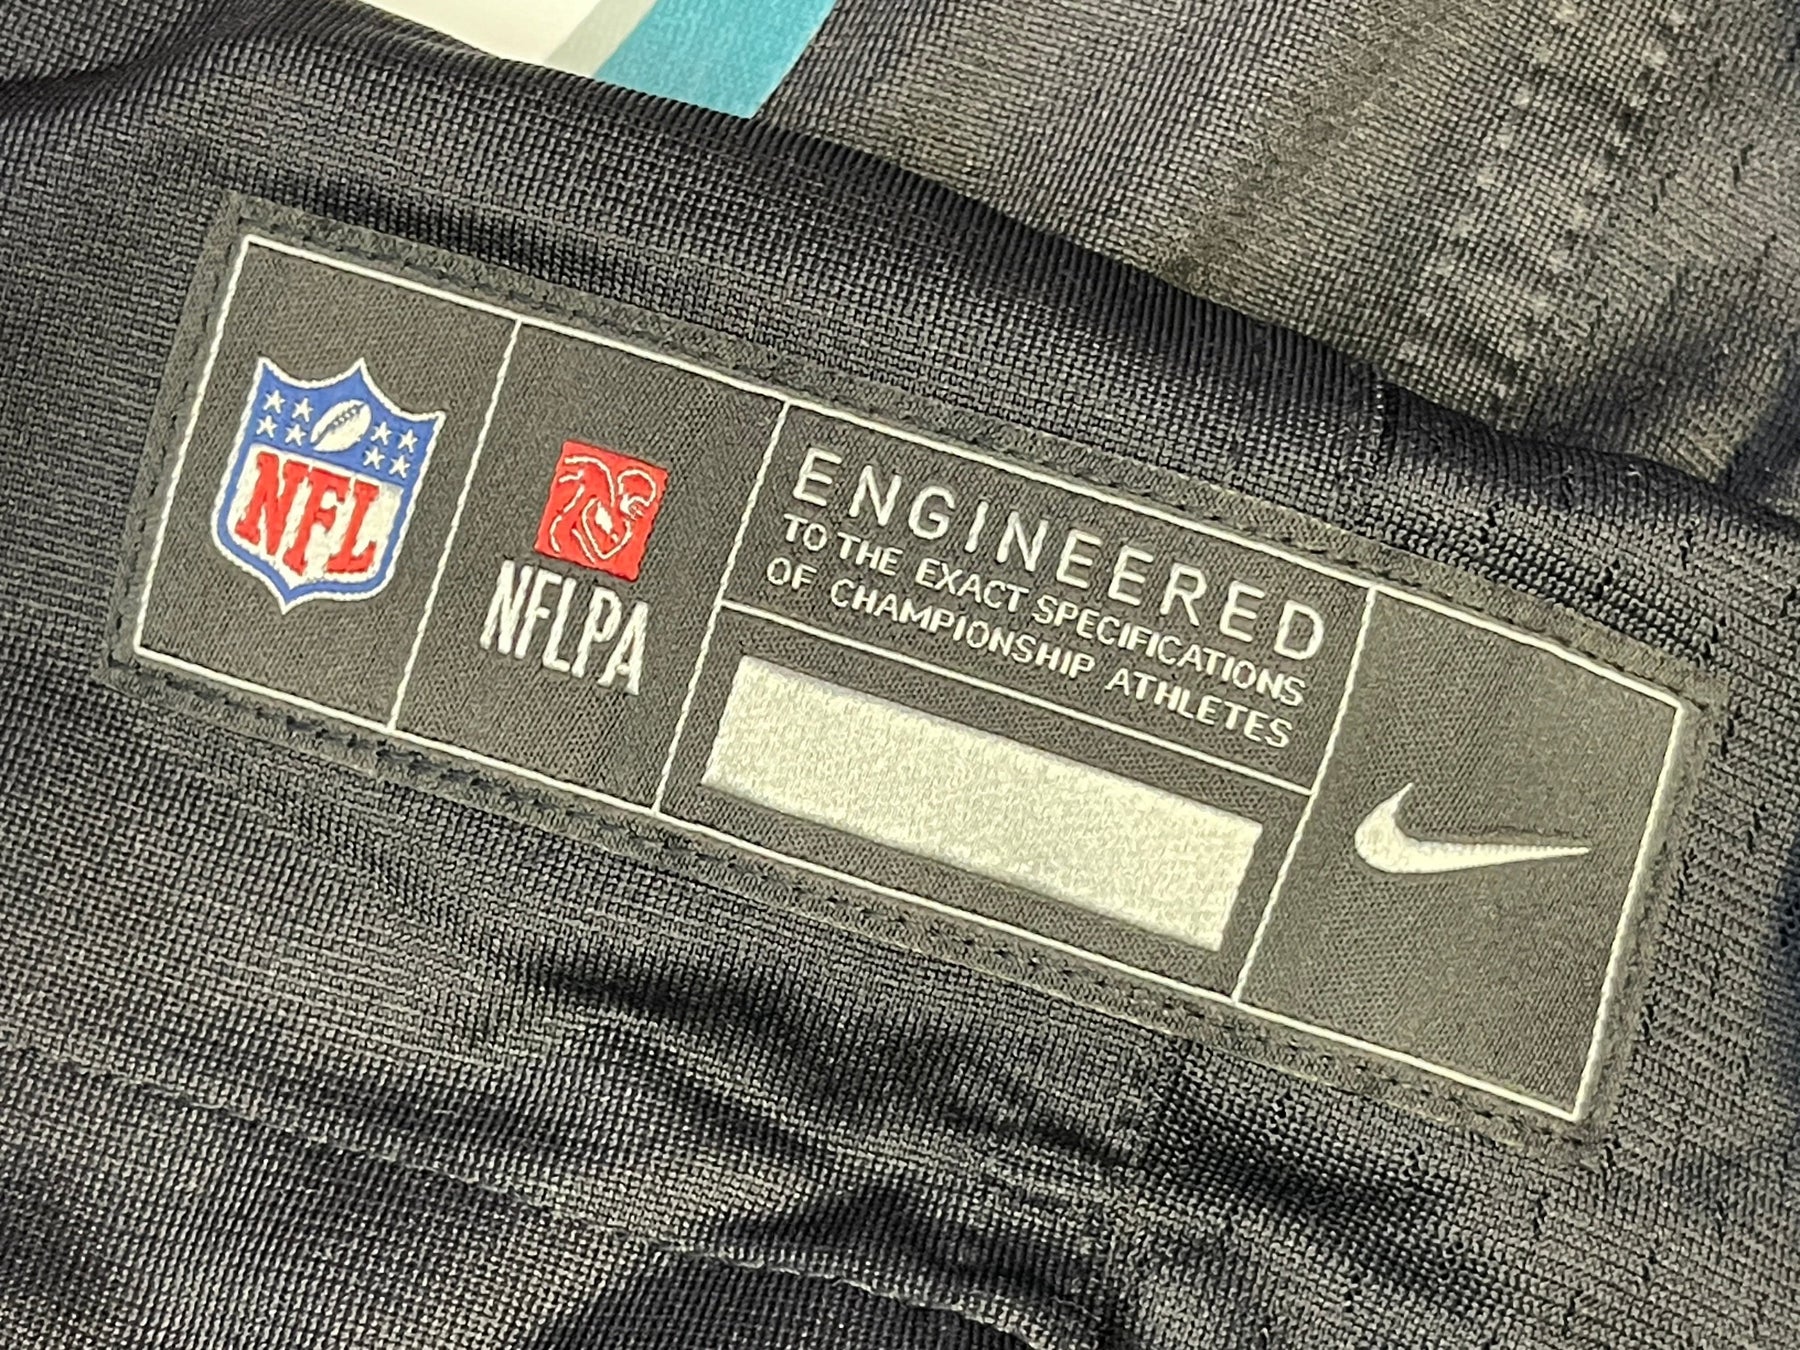 NFL
NFLPA
ENGINEERED
TO THE EXACT SPECIFICATIONS
OF CHAMPIONSHIP ATHLETES